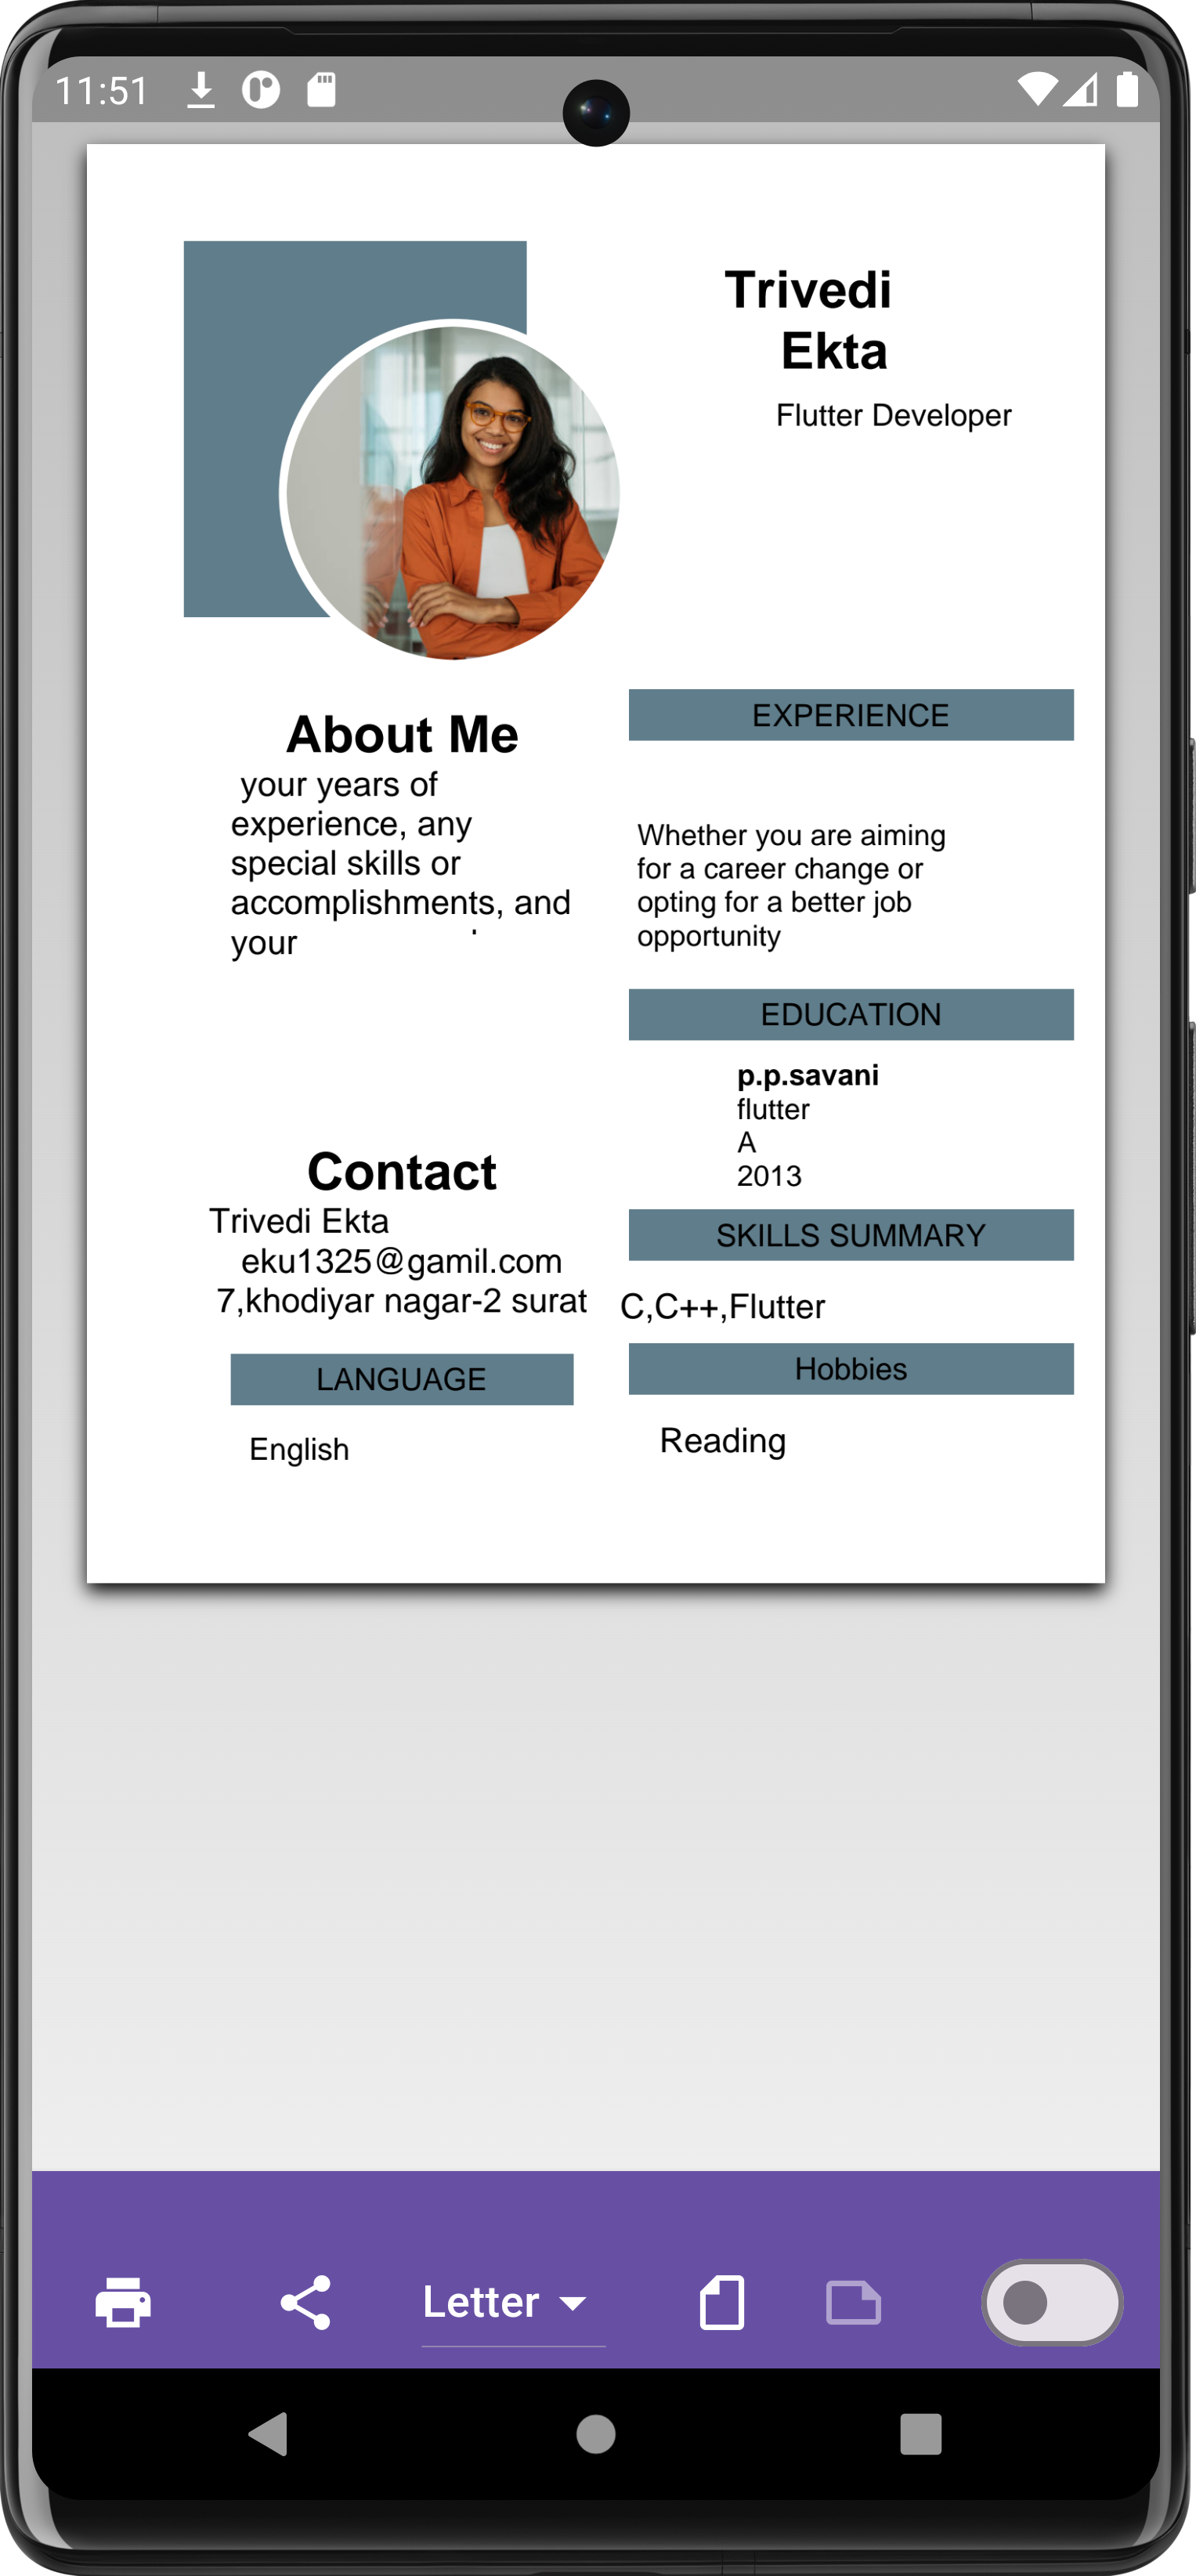 11:51
Trivedi
Ekta
Flutter Developer
About Me
your years of
experience, any
special skills or
accomplishments, and
your
Contact
Trivedi Ekta
eku1325@gamil.com
7,khodiyar nagar-2 surat
LANGUAGE
English
EXPERIENCE
Whether you are aiming
for a career change or
opting for a better job
opportunity
EDUCATION
p.p.savani
flutter
A
2013
SKILLS SUMMARY
C,C++,Flutter
Hobbies
Reading
Letter